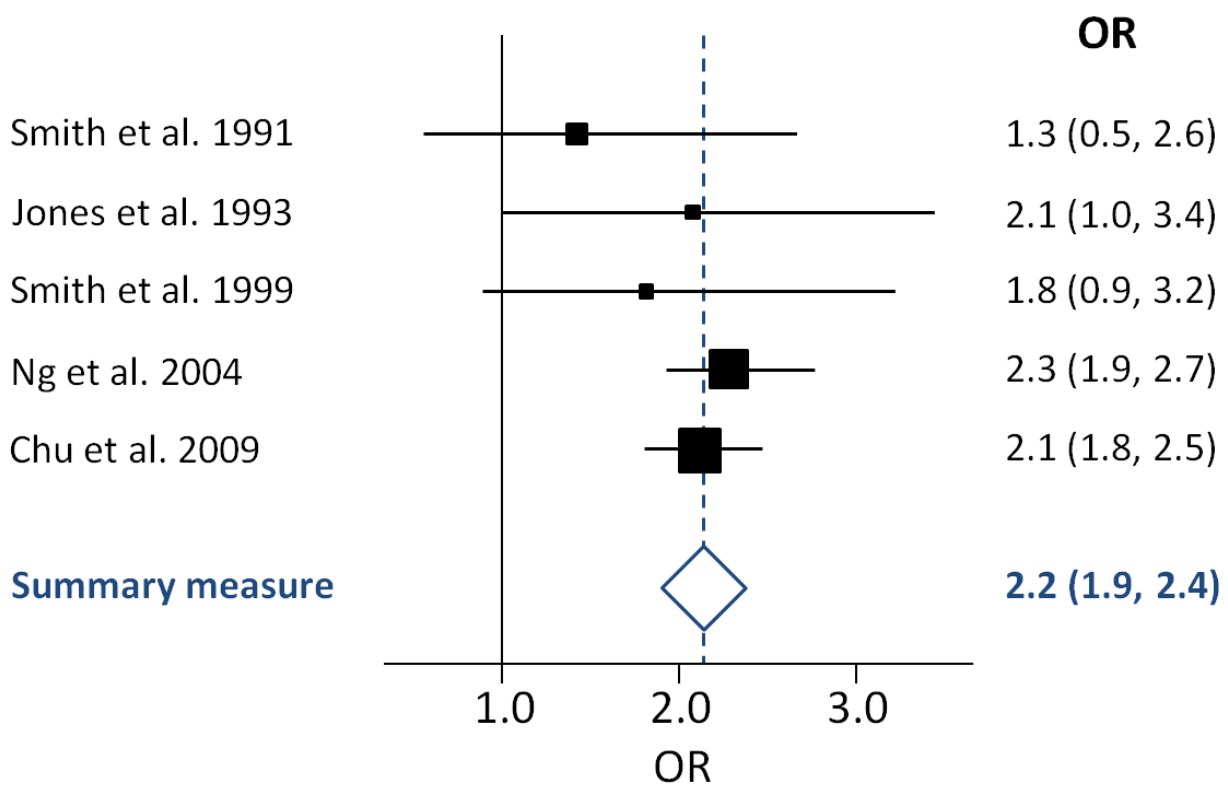 OR
Smith et al. 1991 1.3 (0.5, 2.6)
Jones et al. 1993 2.1 (1.0, 3.4)
Smith et al. 1999 1.8 (0.9, 3.2)
Ng et al. 2004 2.3 (1.9, 2.7)
Chu et al. 2009 2.1 (1.8, 2.5)
Summary measure 2.2 (1.9, 2.4)
1.0 2.0 3.0
OR